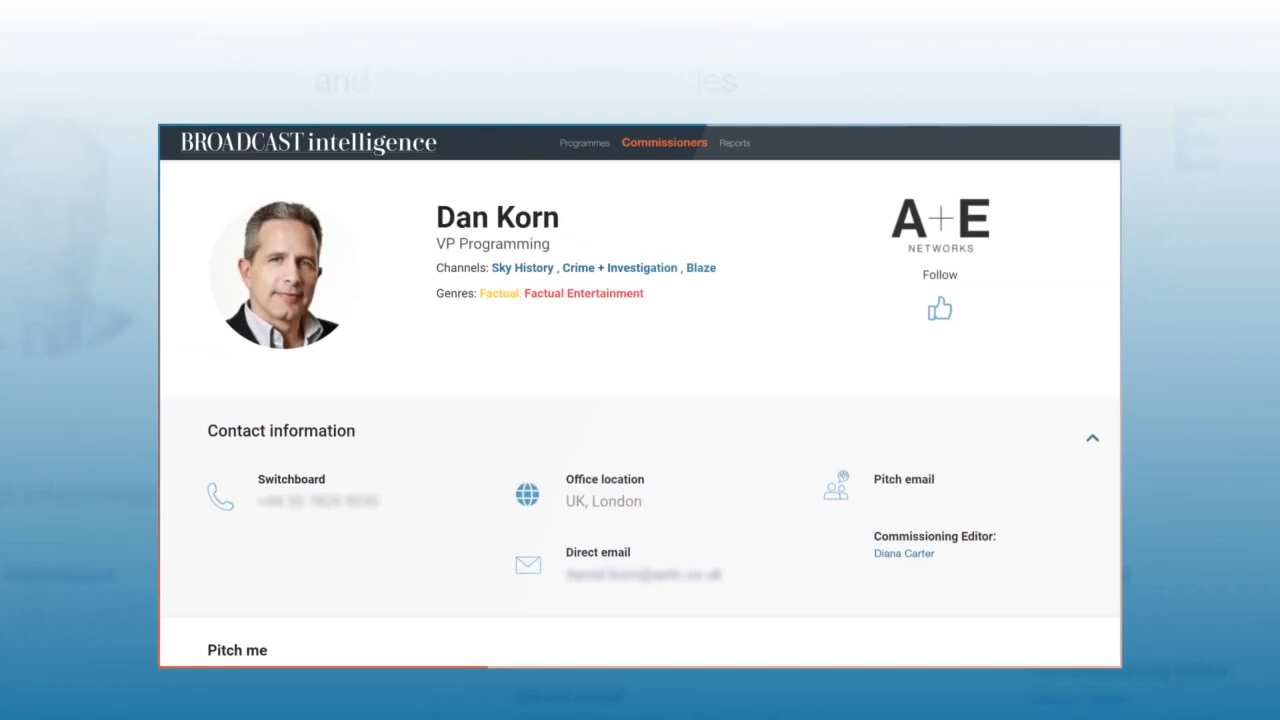 BROADCAST intelligence
Programmes Commissioners Reports
Dan Korn
VP Programming
Channels: Sky History , Crime + Investigation , Blaze
Genres: Factual, Factual Entertainment
A+E
NETWORKS
Follow
Contact information
Switchboard
Office location
UK, London
Pitch email
Direct email
Commissioning Editor:
Diana Carter
Pitch me